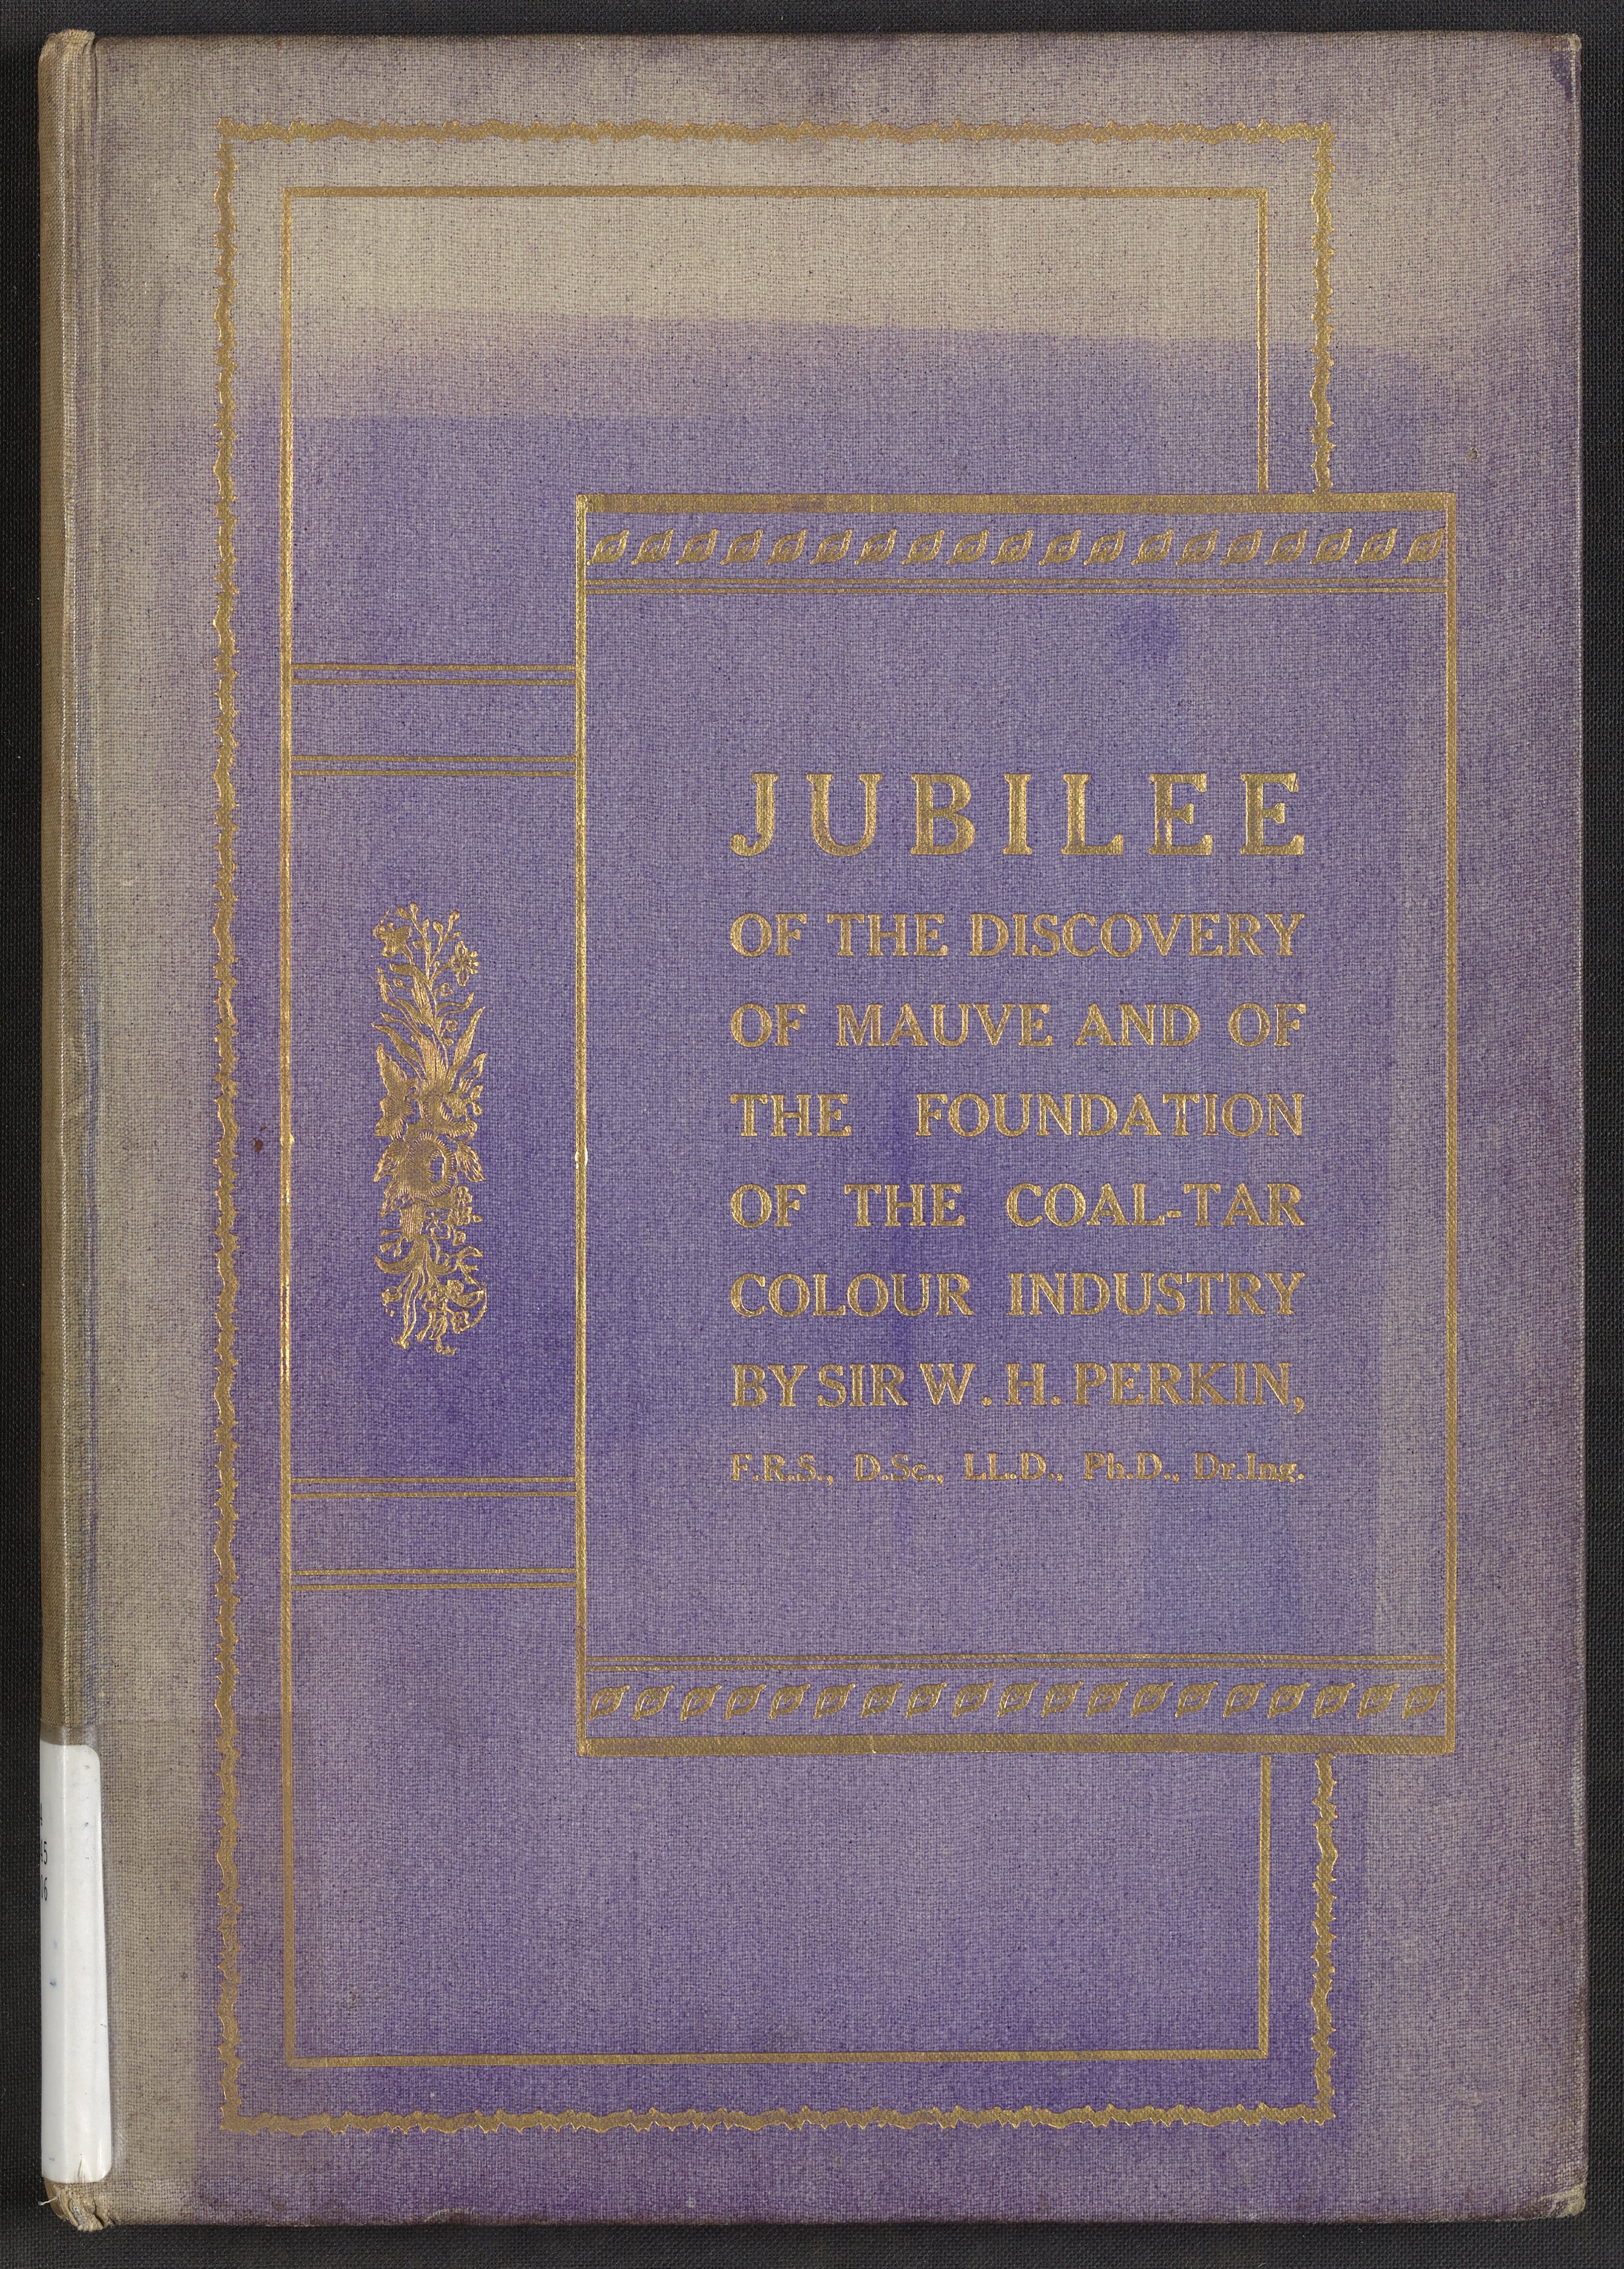 JUBILEE
OF THE DISCOVERY
OF MAUVE AND OF
THE FOUNDATION
OF THE COAL-TAR
COLOUR INDUSTRY
BY SIR W. H. PERKIN,
F.R.S., D.Sc., LL.D., Ph.D., Dr.Ing.